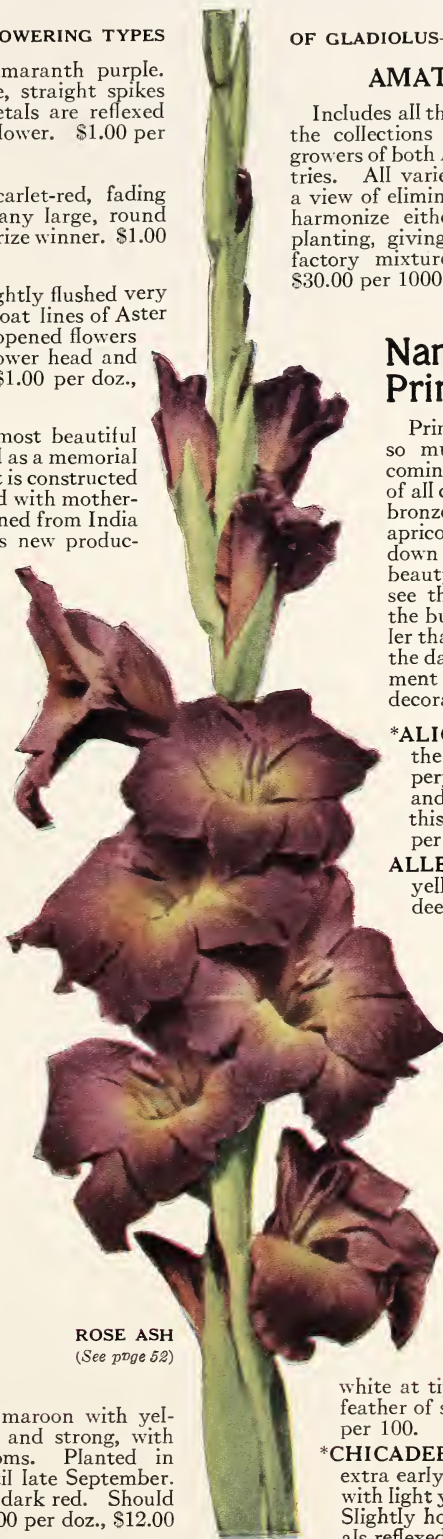 OWERING TYPES
maranth purple.
e, straight spikes
etals are reflexed
lower. $1.00 per
carlet-red, fading
any large, round
rize winner. $1.00
ghtly flushed very
oat lines of Aster
opened flowers
ower head and
$1.00 per doz.,
most beautiful
l as a memorial
t is constructed
d with mother-
ned from India
s new produc-
ROSE ASH
(See pnge 52)
maroon with yel-
and strong, with
oms. Planted in
til late September.
dark red. Should
00 per doz., $12.00
OF GLADIOLUS-
AMAT
Includes all th
the collections
growers of both A
tries. All varie
a view of elimin
harmonize eithe
planting, giving
factory mixture
$30.00 per 1000
Nar
Prin
Prin
so mu
comin
of all c
bronze
aprico
down
beaut
see th
the bu
ler tha
the da
ment
decora
*ALIC
the
per
and
this
per
ALLE
yell
dee
white at ti
feather of s
per 100.
*CHICADEE
extra early
with light y
Slightly ho
als reflexed